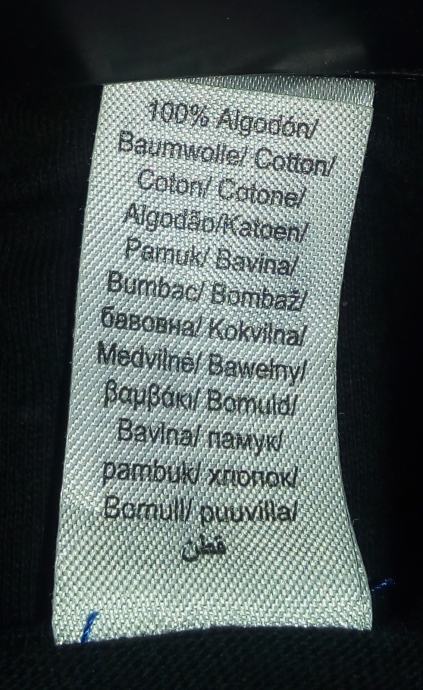 100% Algodón/
Baumwolle/ Cotton/
Coton/ Cotone/
Algodão/Katoen/
Pamuk/ Bavina/
Bumbac/ Bombaž/
бавовна/ Kokvilna/
Medvilnė/ Bawełny/
βαμβάκι/ Bomuld/
Bavlna/ памук/
pambuk/ хлопок/
Bomull/ puuvilla/
قطن